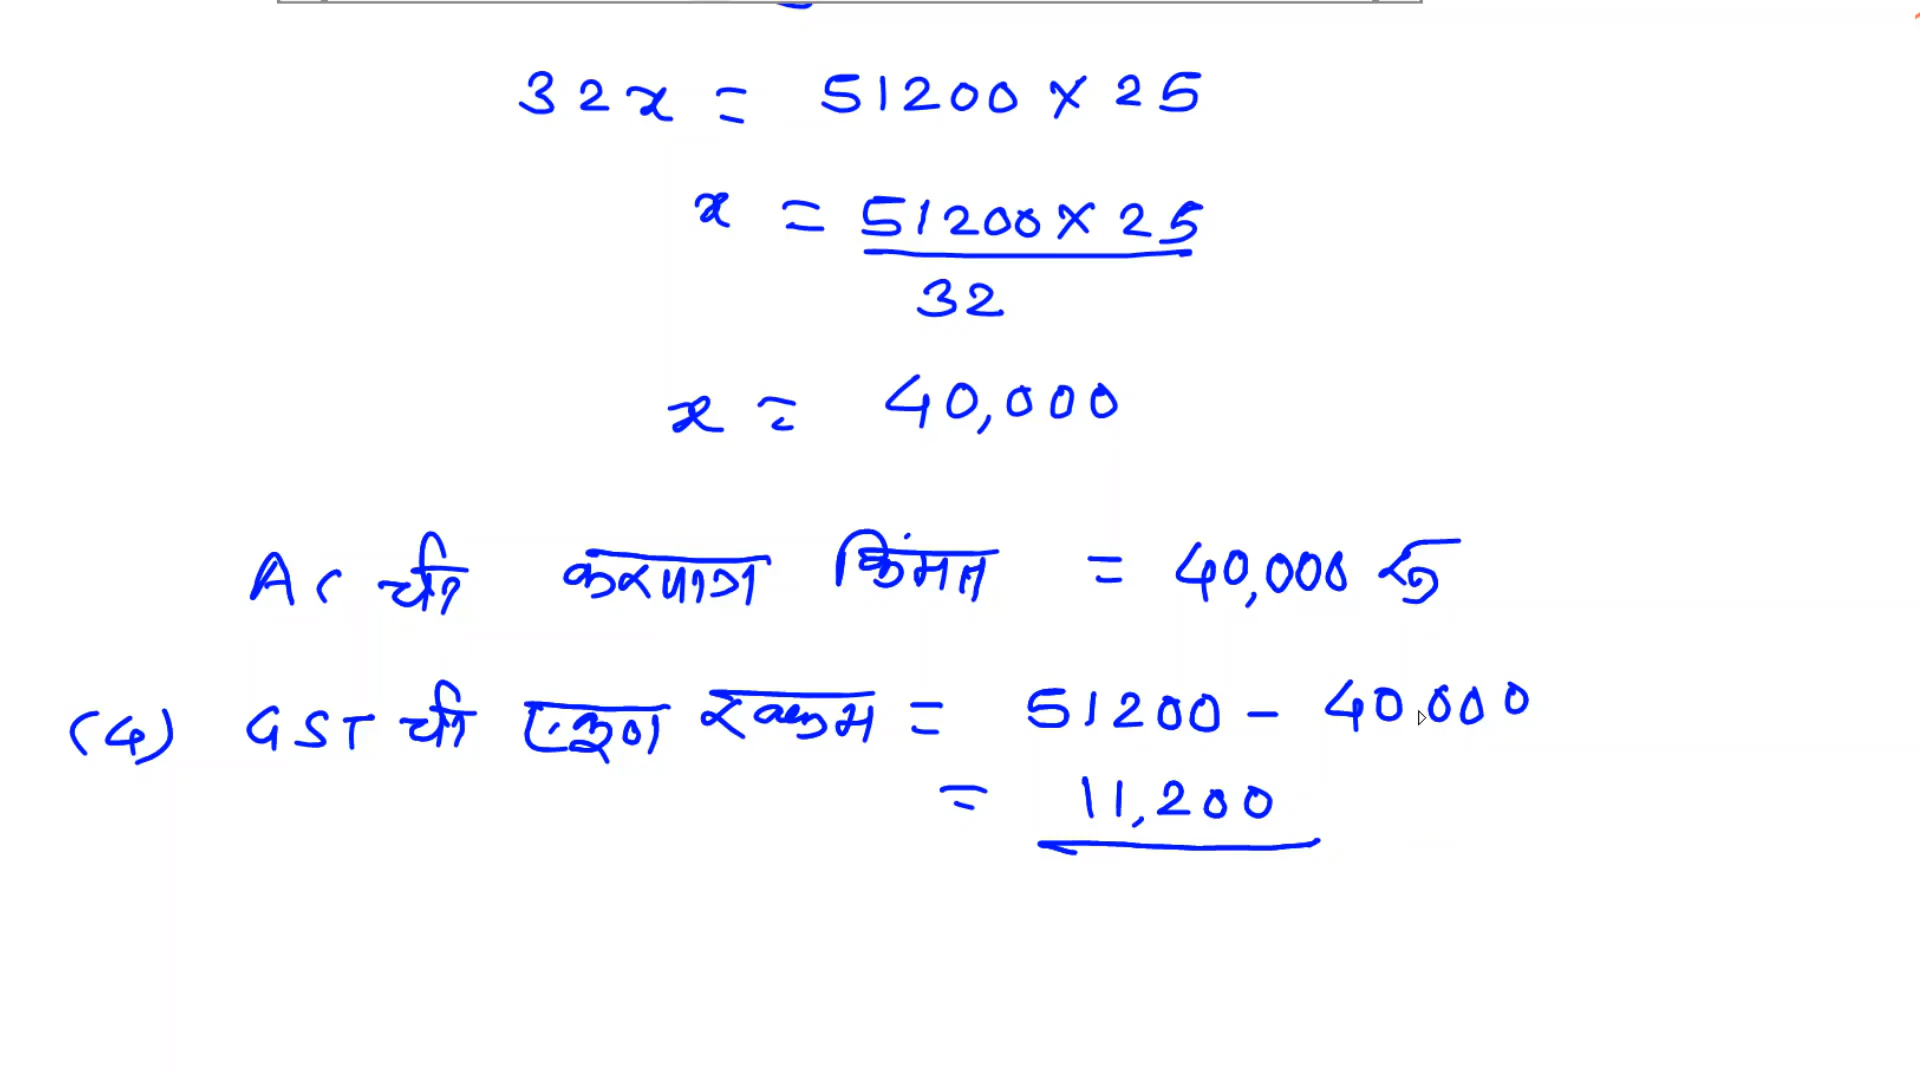 32x = 51200 × 25
x = 51200 × 25
32
x = 40,000
AC ची करपात्र किंमत = 40,000 रु
(4) GST ची एकुण रक्कम = 51200 - 40,000
= 11,200